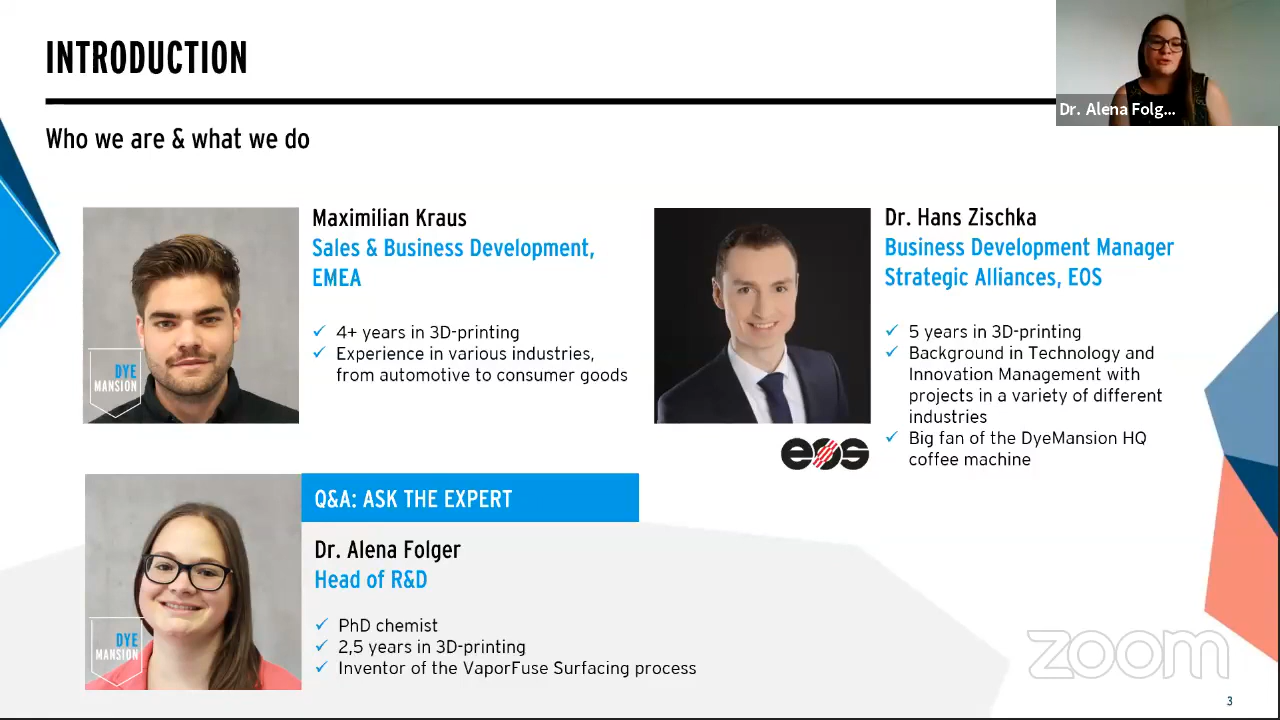 INTRODUCTION
Dr. Alena Folg...
Who we are & what we do
Maximilian Kraus
Sales & Business Development,
EMEA
✓ 4+ years in 3D-printing
✓ Experience in various industries,
from automotive to consumer goods
DYE
MANSION
Dr. Hans Zischka
Business Development Manager
Strategic Alliances, EOS
✓ 5 years in 3D-printing
✓ Background in Technology and
Innovation Management with
projects in a variety of different
industries
✓ Big fan of the DyeMansion HQ
coffee machine
eos
Q&A: ASK THE EXPERT
Dr. Alena Folger
Head of R&D
✓ PhD chemist
✓ 2,5 years in 3D-printing
✓ Inventor of the VaporFuse Surfacing process
DYE
MANSION
zoom
3